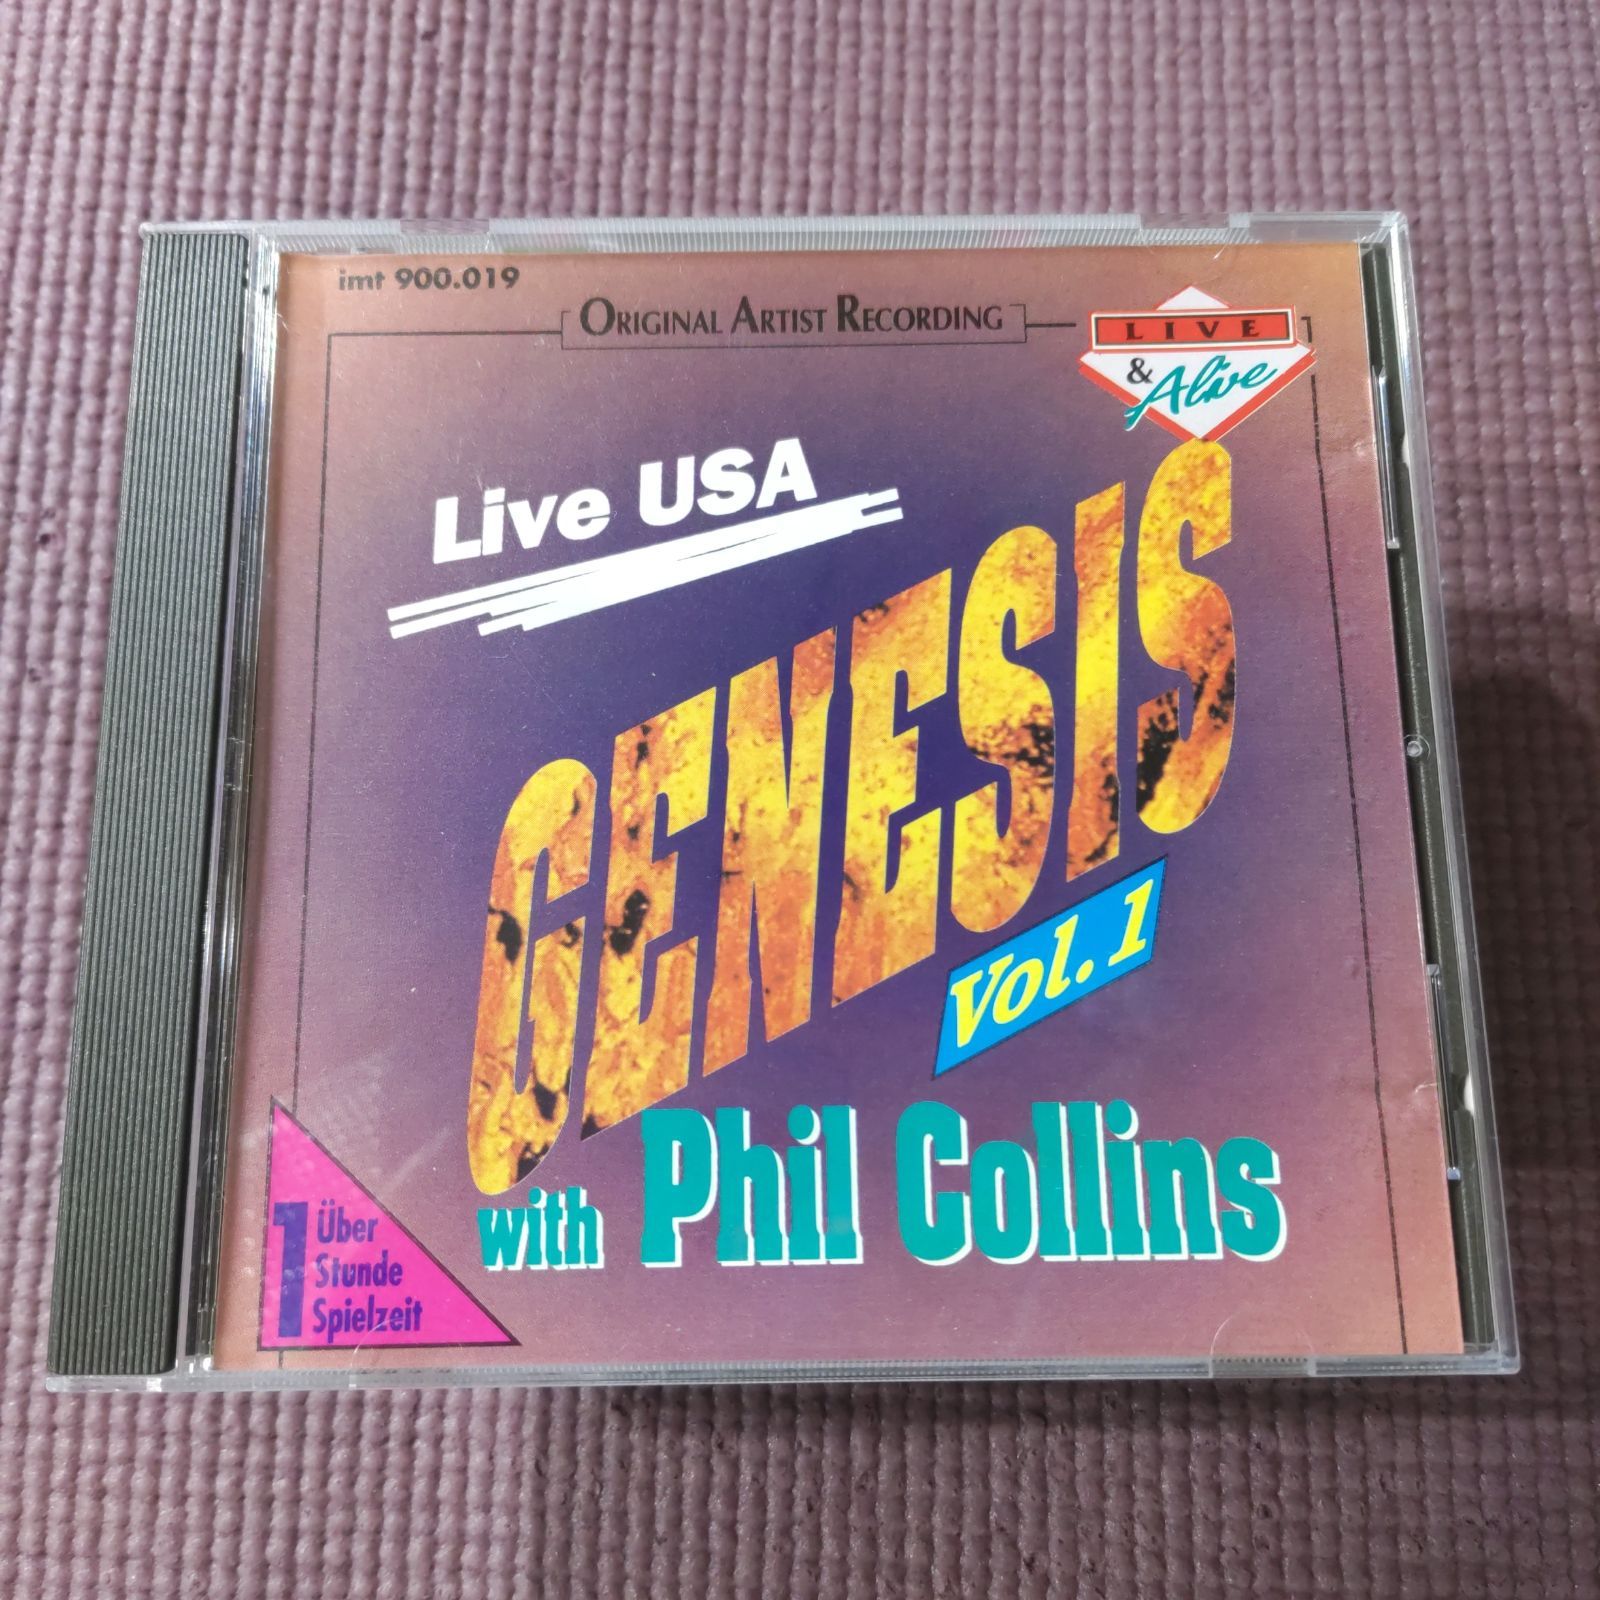 imt 900.019
ORIGINAL ARTIST RECORDING
LIVE
& Alive
Live USA
GENESIS
Vol. 1
with Phil Collins
1 Über
Stunde
Spielzeit